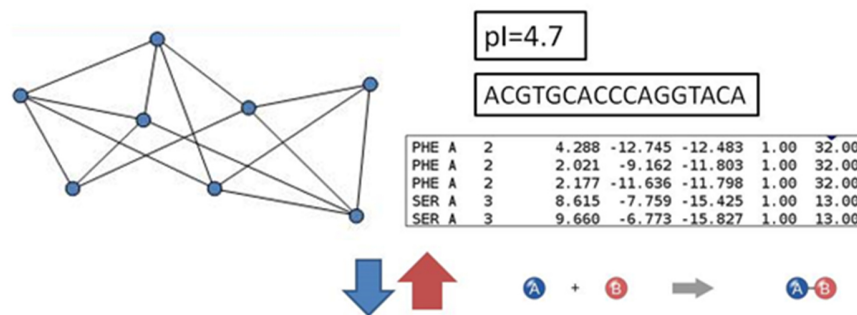 pI=4.7
ACGTGCACCCAGGTACA
PHE A 2 4.288 -12.745 -12.483 1.00 32.00
PHE A 2 2.021 -9.162 -11.803 1.00 32.00
PHE A 2 2.177 -11.636 -11.798 1.00 32.00
SER A 3 8.615 -7.759 -15.425 1.00 13.00
SER A 3 9.660 -6.773 -15.827 1.00 13.00
A + B A B